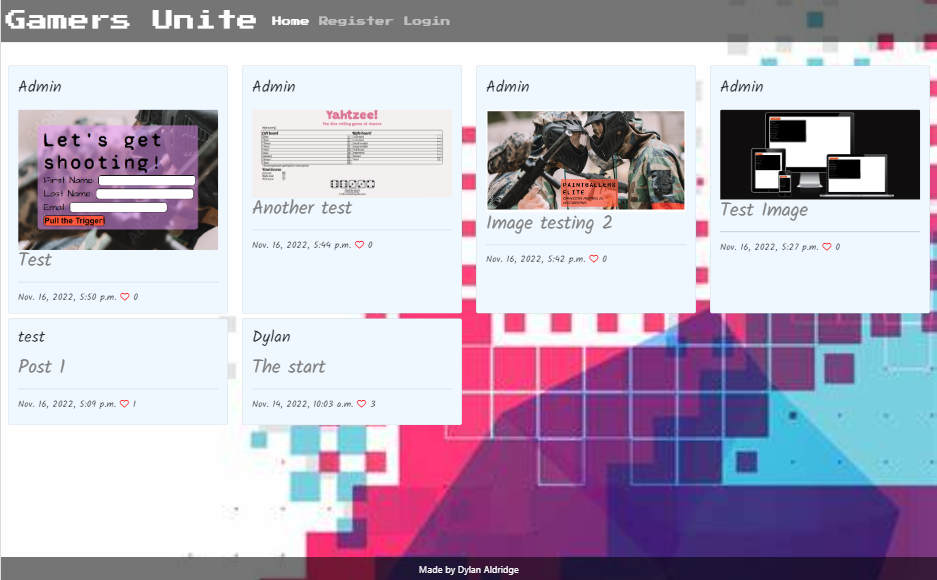 Gamers Unite Home Register Login
Admin
Let's get
shooting!
First Name:
Last Name:
Email:
Pull the Trigger!
Test
Nov. 16, 2022, 5:50 p.m. 0
Admin
Yahtzee!
Another test
Nov. 16, 2022, 5:44 p.m. 0
Admin
PAINTBALLERS
ELITE
Image testing 2
Nov. 16, 2022, 5:42 p.m. 0
Admin
Test Image
Nov. 16, 2022, 5:27 p.m. 0
test
Post 1
Nov. 16, 2022, 5:09 p.m. 1
Dylan
The start
Nov. 14, 2022, 10:03 a.m. 3
Made by Dylan Aldridge